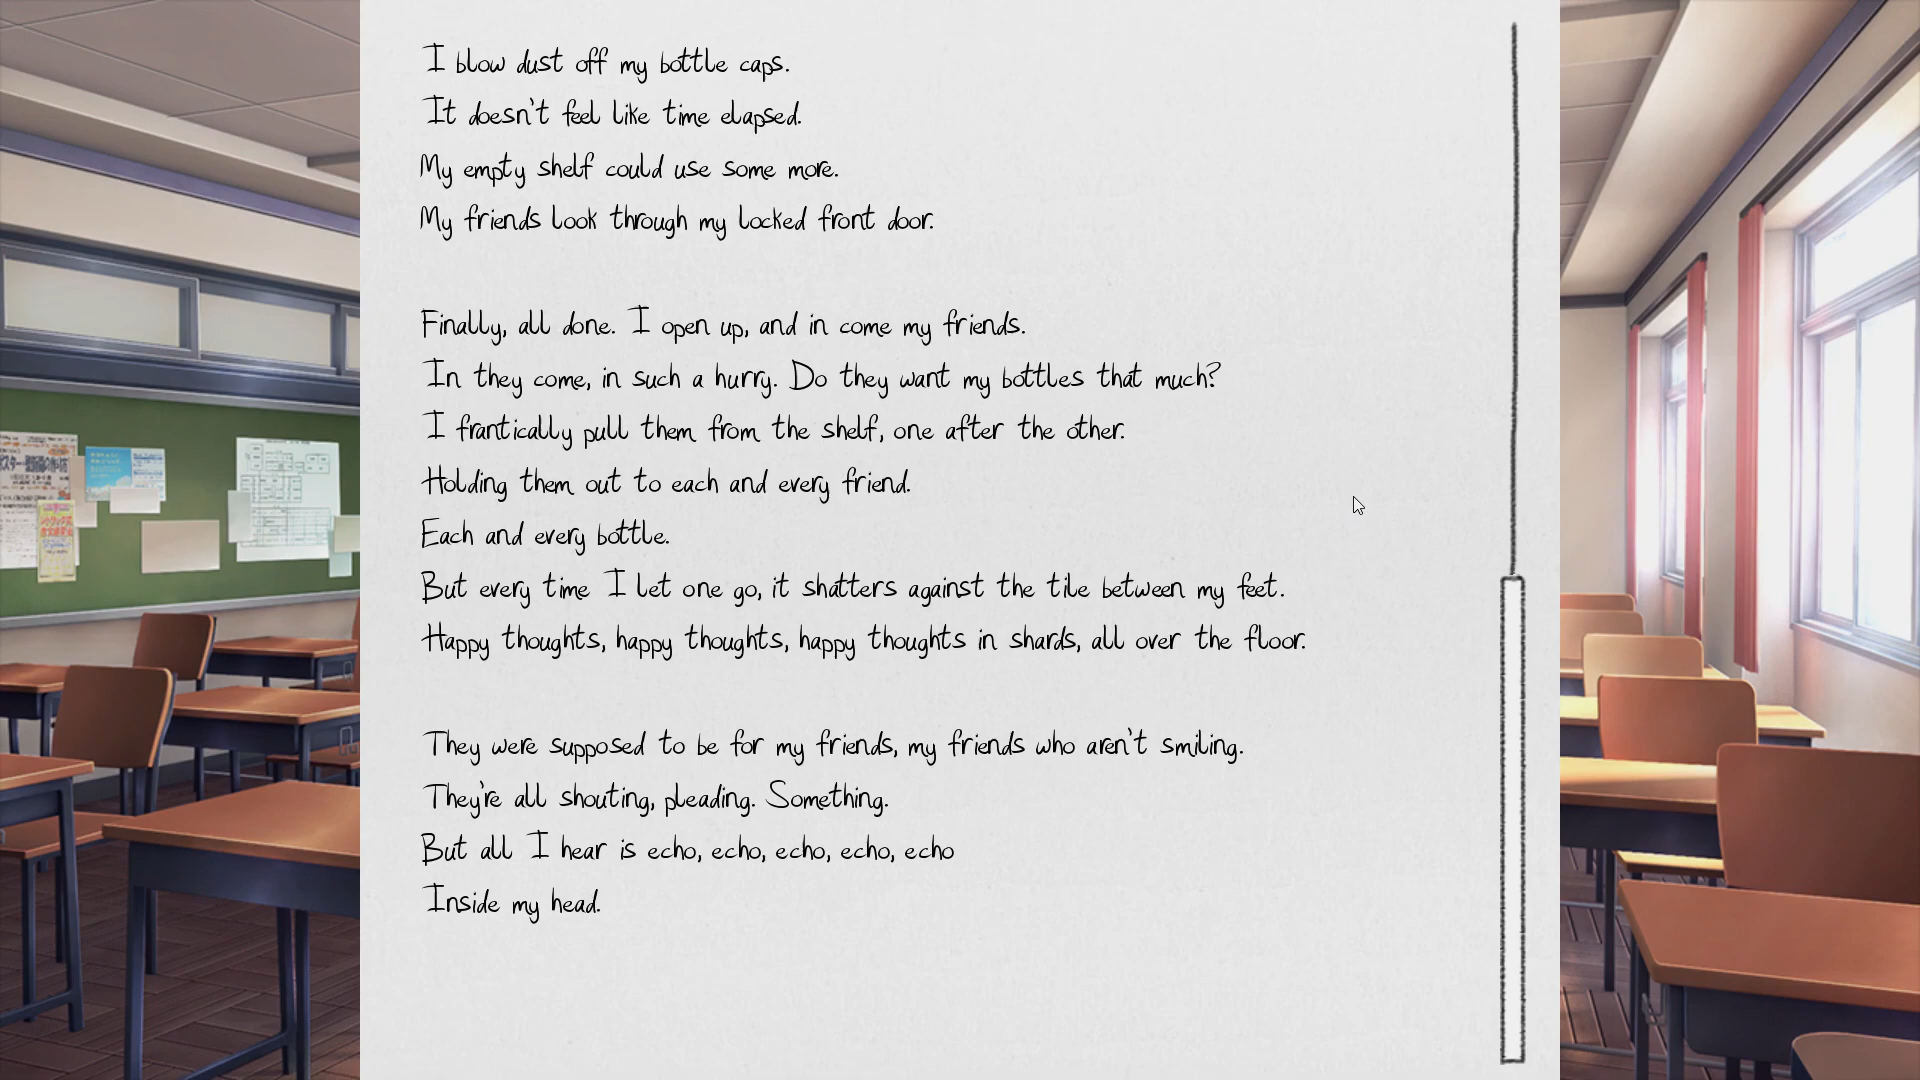 I blow dust off my bottle caps.
It doesn't feel like time elapsed.
My empty shelf could use some more.
My friends look through my locked front door.
Finally, all done. I open up, and in come my friends.
In they come, in such a hurry. Do they want my bottles that much?
I frantically pull them from the shelf, one after the other.
Holding them out to each and every friend.
Each and every bottle.
But every time I let one go, it shatters against the tile between my feet.
Happy thoughts, happy thoughts, happy thoughts in shards, all over the floor.
They were supposed to be for my friends, my friends who aren't smiling.
They're all shouting, pleading. Something.
But all I hear is echo, echo, echo, echo, echo
Inside my head.